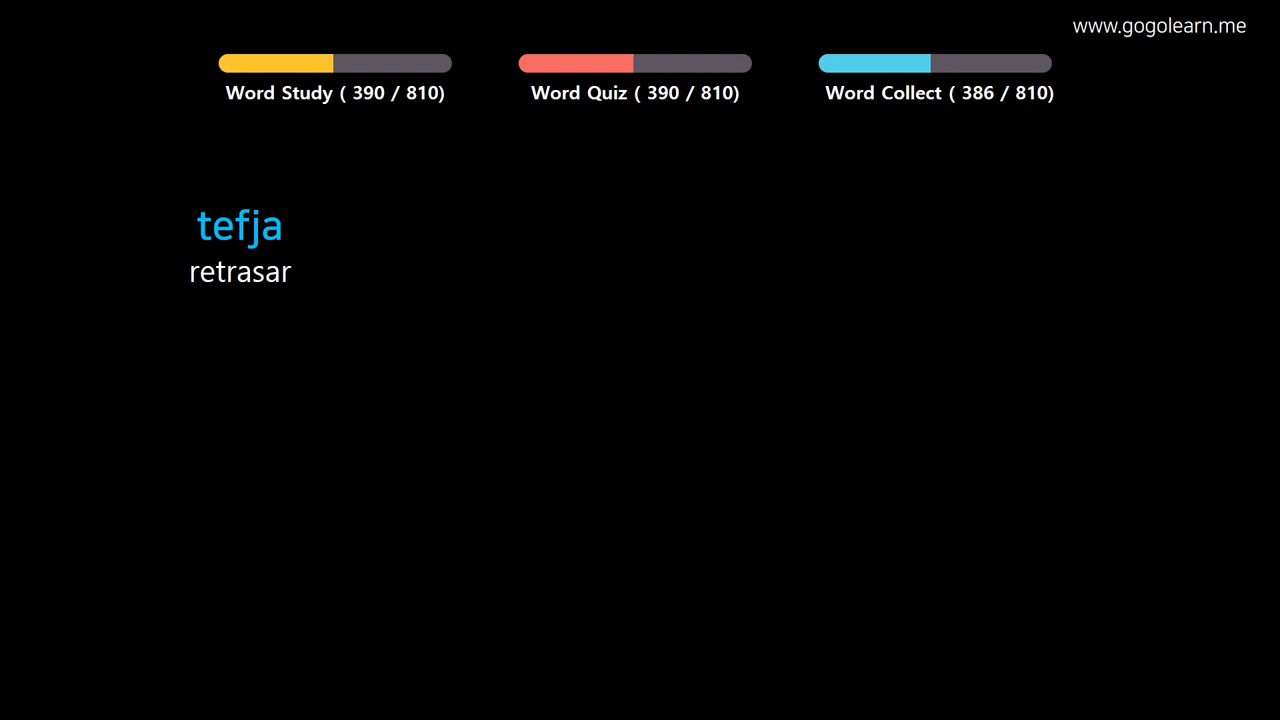 www.gogolearn.me
Word Study ( 390 / 810)
Word Quiz ( 390 / 810)
Word Collect ( 386 / 810)
tefja
retrasar